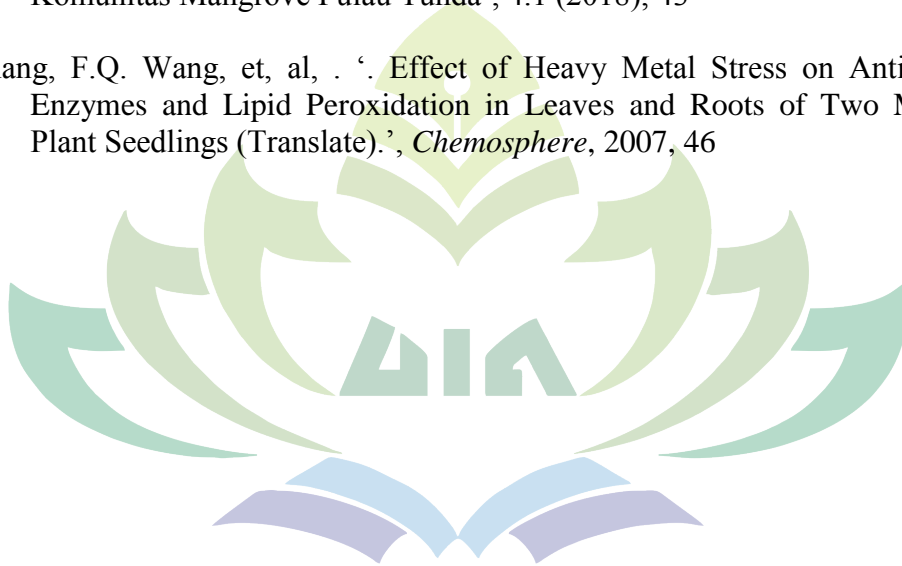 Komunitas Mangrove Pulau Tunda', 4.1 (2018), 45
ang, F.Q. Wang, et, al, . ‘. Effect of Heavy Metal Stress on Anti
Enzymes and Lipid Peroxidation in Leaves and Roots of Two M
Plant Seedlings (Translate).’, Chemosphere, 2007, 46
UIN